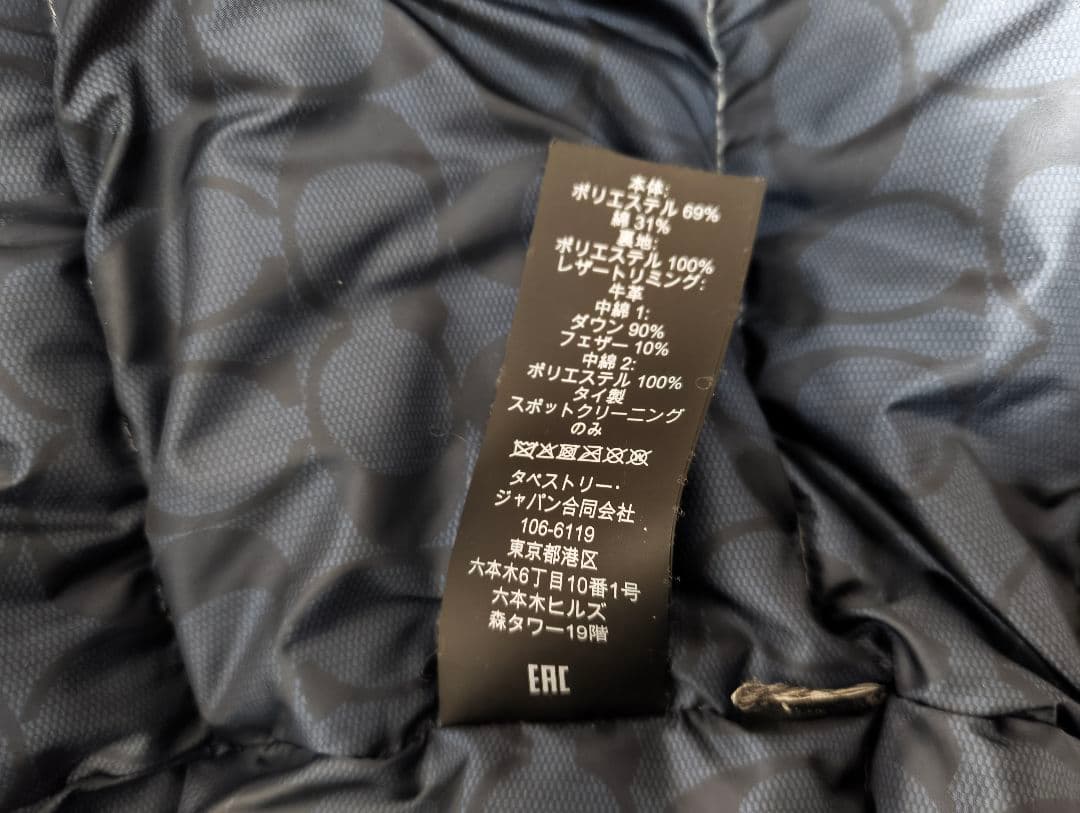 本体:
ポリエステル 69%
綿 31%
裏地:
ポリエステル 100%
レザートリミング:
牛革
中綿 1:
ダウン 90%
フェザー 10%
中綿 2:
ポリエステル 100%
タイ製
スポットクリーニング
のみ
タペストリー・
ジャパン合同会社
106-6119
東京都港区
六本木6丁目10番1号
六本木ヒルズ
森タワー19階
EAC